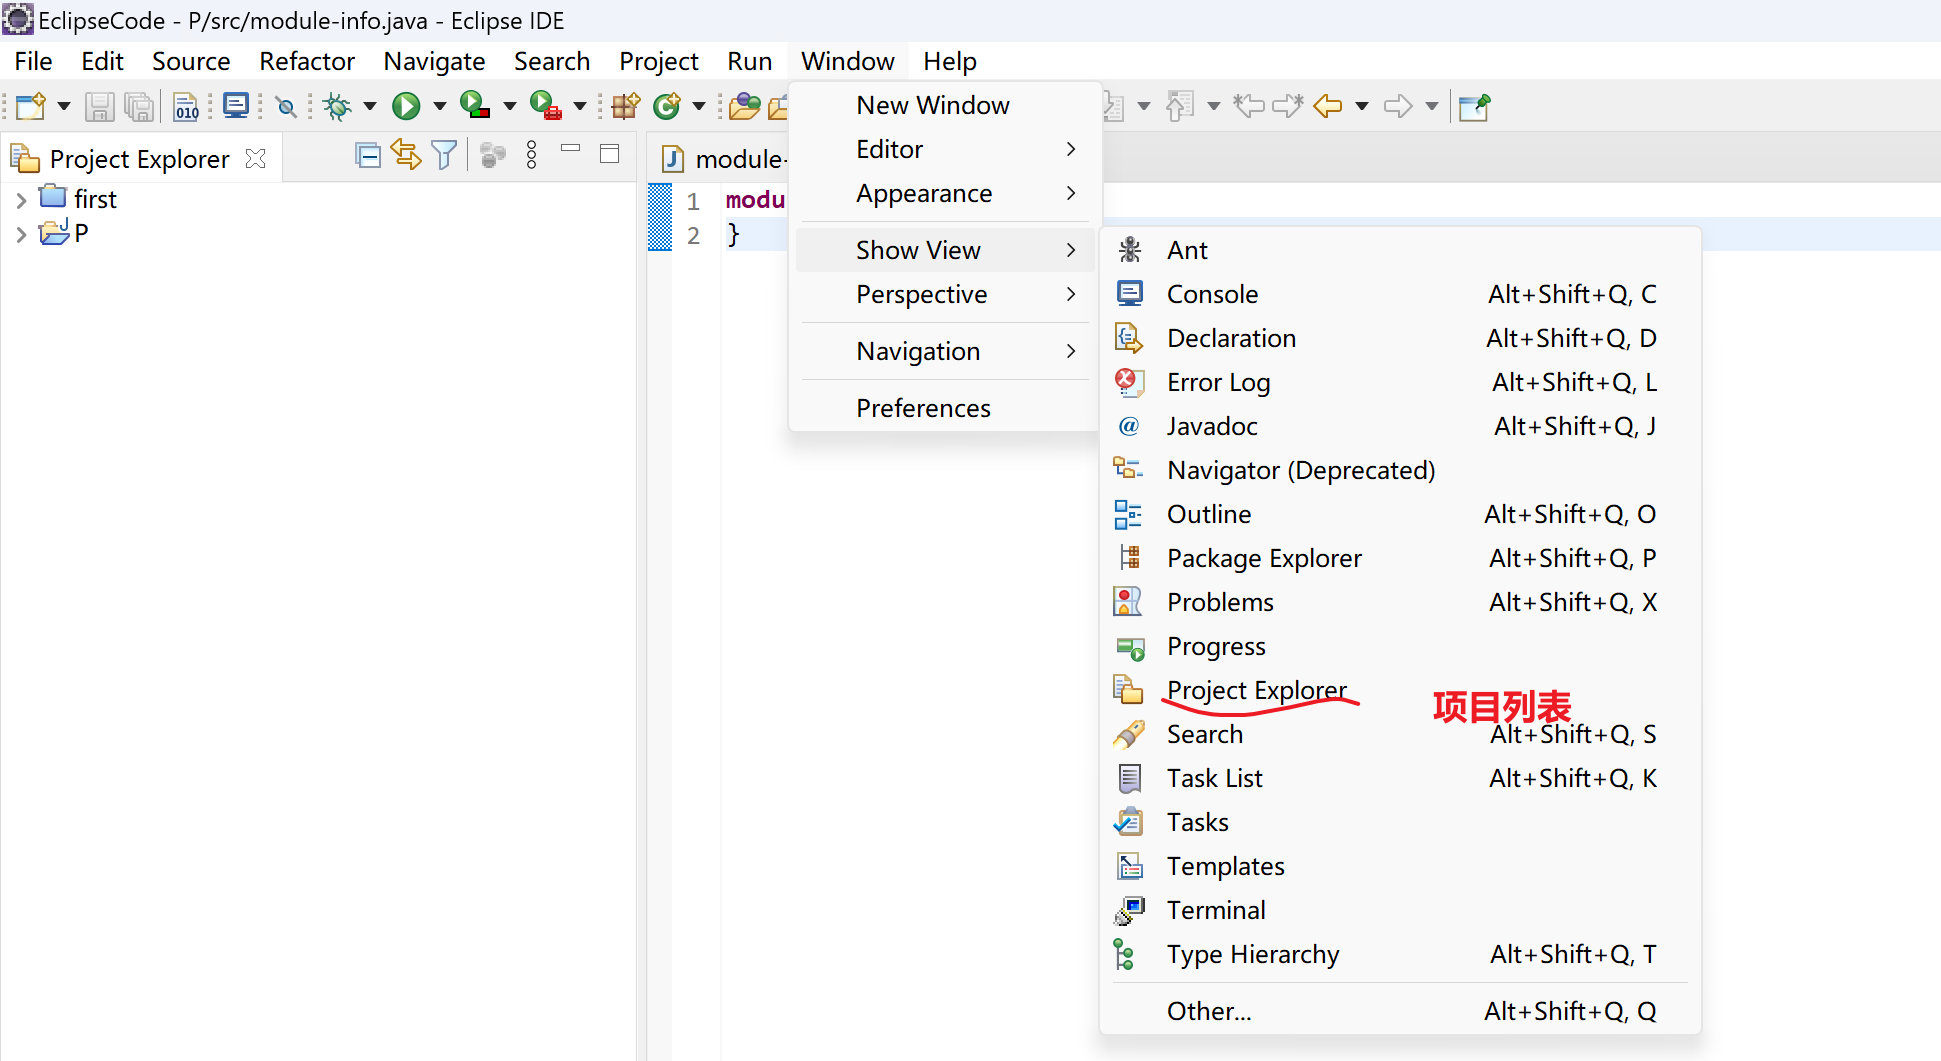 EclipseCode - P/src/module-info.java - Eclipse IDE
File Edit Source Refactor Navigate Search Project Run Window Help
010
Project Explorer
first
P
J module-
1 modu
2 }
New Window
Editor
Appearance
Show View
Perspective
Navigation
Preferences
Ant
Console Alt+Shift+Q, C
Declaration Alt+Shift+Q, D
Error Log Alt+Shift+Q, L
@ Javadoc Alt+Shift+Q, J
Navigator (Deprecated)
Outline Alt+Shift+Q, O
Package Explorer Alt+Shift+Q, P
Problems Alt+Shift+Q, X
Progress
Project Explorer 项目列表
Search Alt+Shift+Q, S
Task List Alt+Shift+Q, K
Tasks
Templates
Terminal
Type Hierarchy Alt+Shift+Q, T
Other... Alt+Shift+Q, Q